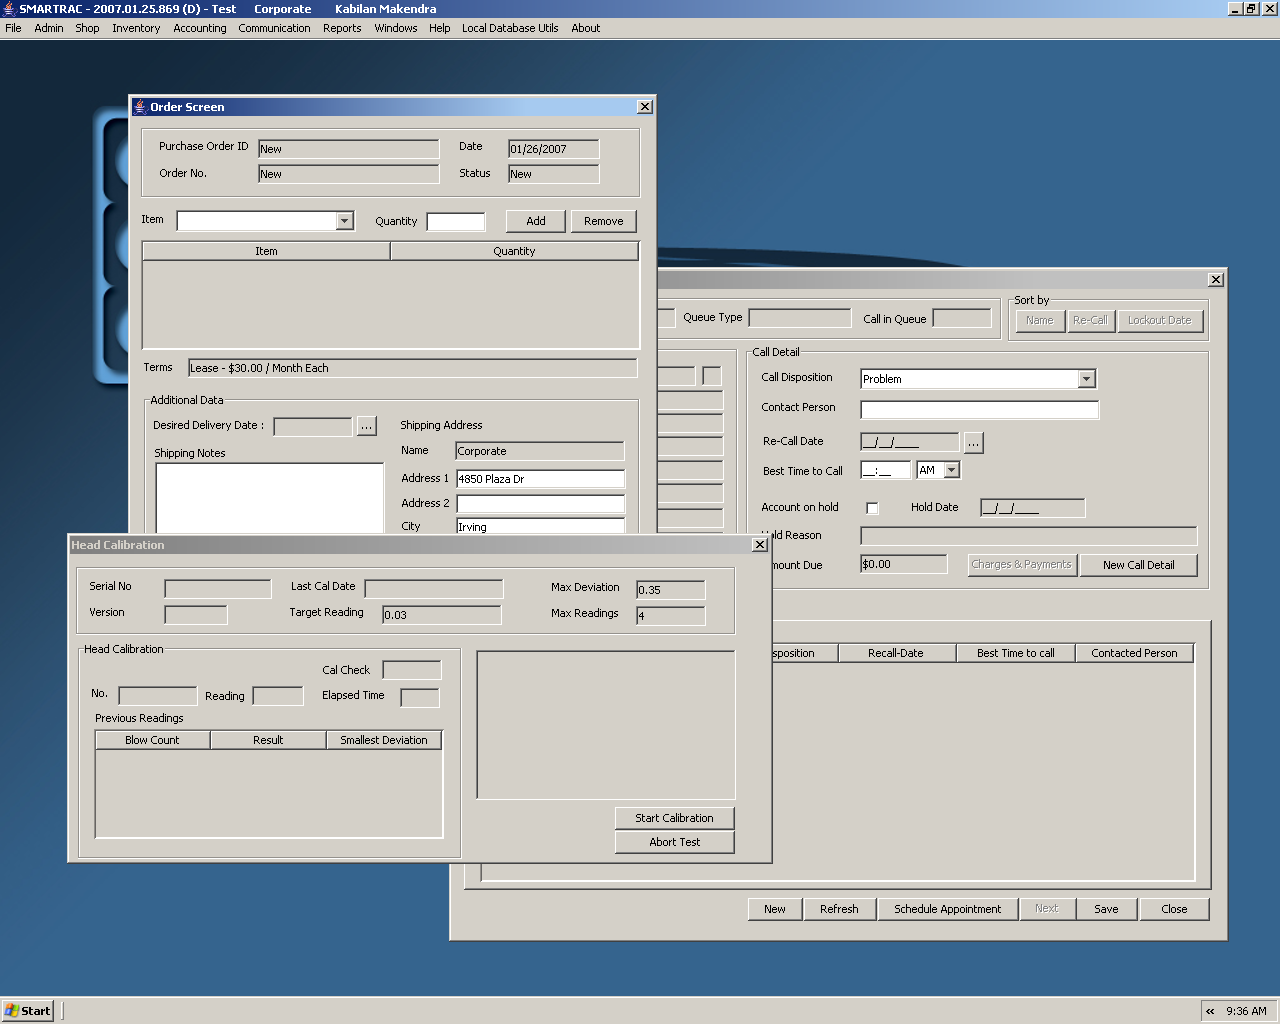 SMARTRAC - 2007.01.25.869 (D) - Test Corporate Kabilan Makendra
File Admin Shop Inventory Accounting Communication Reports Windows Help Local Database Utils About
Order Screen
Purchase Order ID New Date 01/26/2007
Order No. New Status New
Item Quantity Add Remove
Item Quantity
Terms Lease - $30.00 / Month Each
Additional Data
Desired Delivery Date : ... Shipping Address
Shipping Notes
Name Corporate
Address 1 4850 Plaza Dr
Address 2
City Irving
Queue Type Call in Queue
Sort by
Name Re-Call Lockout Date
Call Detail
Call Disposition Problem
Contact Person
Re-Call Date __/__/____ ...
Best Time to Call __:__ AM
Account on hold Hold Date __/__/____
ld Reason
mount Due $0.00 Charges & Payments New Call Detail
sposition Recall-Date Best Time to call Contacted Person
New Refresh Schedule Appointment Next Save Close
Head Calibration
Serial No Last Cal Date Max Deviation 0.35
Version Target Reading 0.03 Max Readings 4
Head Calibration
Cal Check
No. Reading Elapsed Time
Previous Readings
Blow Count Result Smallest Deviation
Start Calibration
Abort Test
Start « 9:36 AM